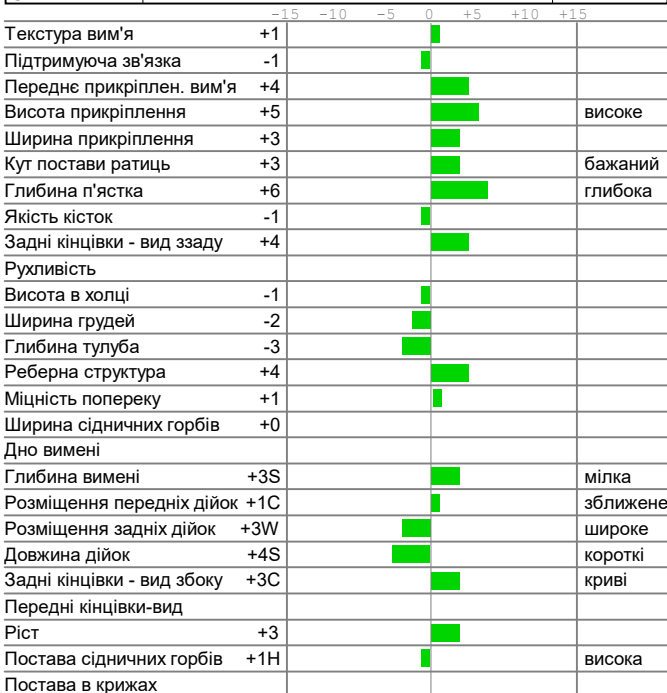 -15 -10 -5 0 +5 +10 +15
Текстура вим'я +1
Підтримуюча зв'язка -1
Переднє прикріплен. вим'я +4
Висота прикріплення +5 високе
Ширина прикріплення +3
Кут постави ратиць +3 бажаний
Глибина п'ястка +6 глибока
Якість кісток -1
Задні кінцівки - вид ззаду +4
Рухливість
Висота в холці -1
Ширина грудей -2
Глибина тулуба -3
Реберна структура +4
Міцність попереку +1
Ширина сідничних горбів +0
Дно вимені
Глибина вимені +3S мілка
Розміщення передніх дійок +1C зближене
Розміщення задніх дійок +3W широке
Довжина дійок +4S короткі
Задні кінцівки - вид збоку +3C криві
Передні кінцівки-вид
Ріст +3
Постава сідничних горбів +1H висока
Постава в крижах